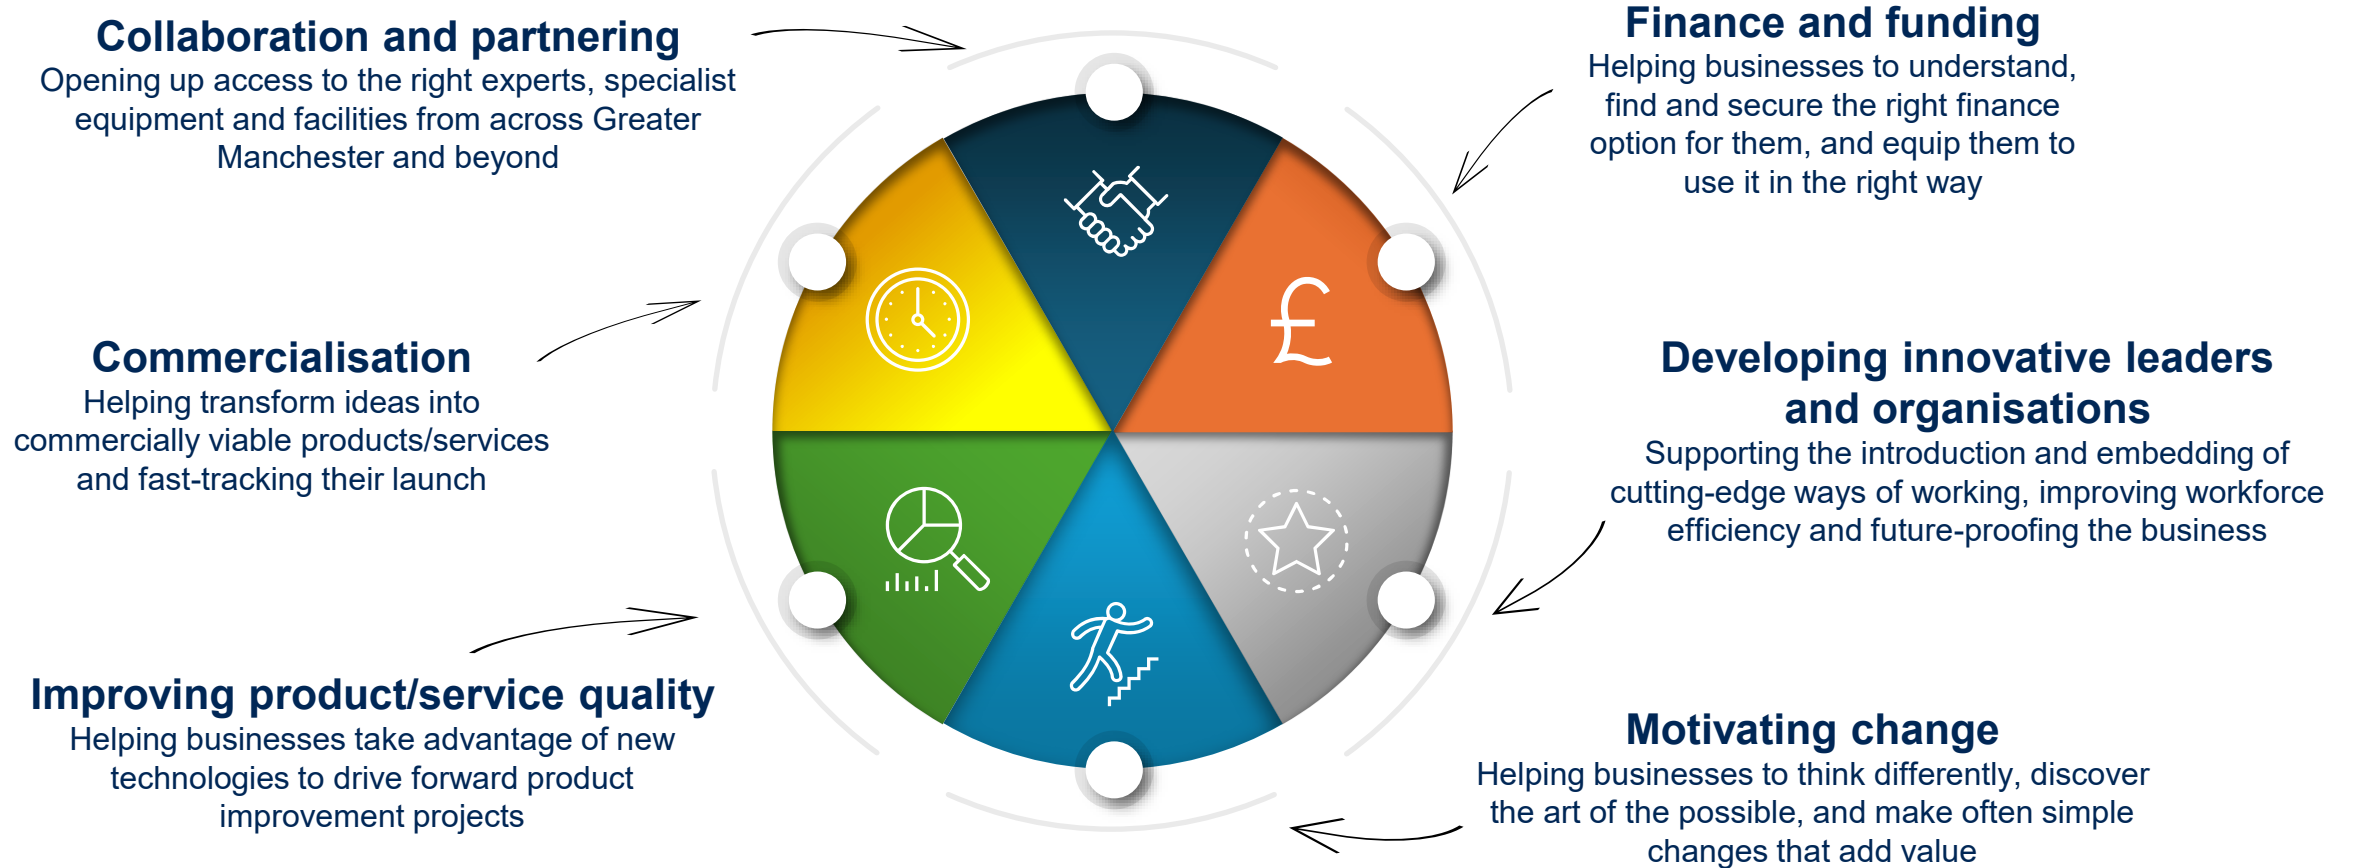 Collaboration and partnering
Opening up access to the right experts, specialist
equipment and facilities from across Greater
Manchester and beyond
Finance and funding
Helping businesses to understand,
find and secure the right finance
option for them, and equip them to
use it in the right way
£
Commercialisation
Helping transform ideas into
commercially viable products/services
and fast-tracking their launch
Developing innovative leaders
and organisations
Supporting the introduction and embedding of
cutting-edge ways of working, improving workforce
efficiency and future-proofing the business
Improving product/service quality
Helping businesses take advantage of new
technologies to drive forward product
improvement projects
Motivating change
Helping businesses to think differently, discover
the art of the possible, and make often simple
changes that add value